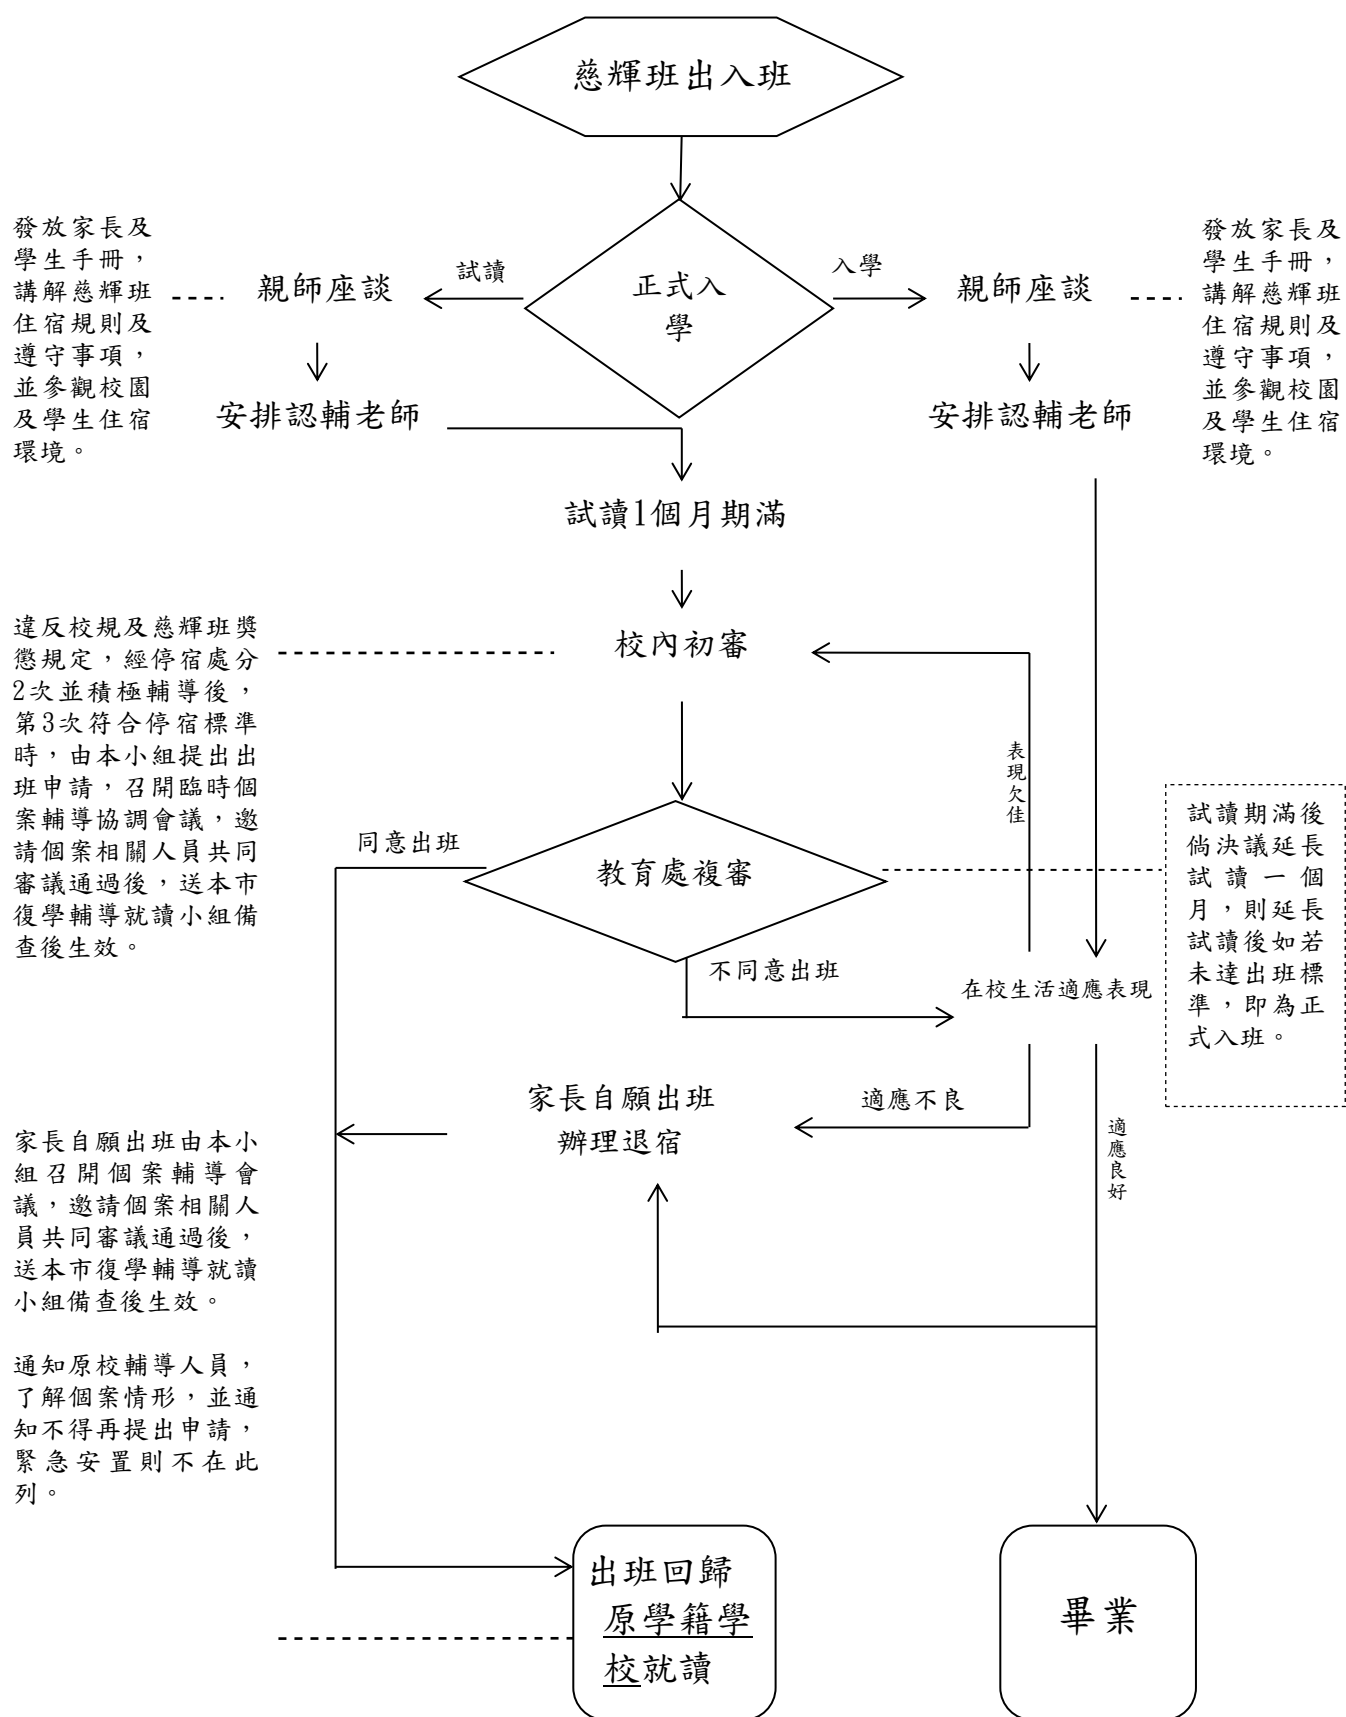 慈輝班出入班
發放家長及
學生手冊，
講解慈輝班
住宿規則及
遵守事項，
並參觀校園
及學生住宿
環境。
親師座談
試讀
正式入
學
入學
親師座談
發放家長及
學生手冊，
講解慈輝班
住宿規則及
遵守事項，
並參觀校園
及學生住宿
環境。
安排認輔老師
安排認輔老師
試讀1個月期滿
違反校規及慈輝班獎
懲規定，經停宿處分
2次並積極輔導後，
第3次符合停宿標準
時，由本小組提出出
班申請，召開臨時個
案輔導協調會議，邀
請個案相關人員共同
審議通過後，送本市
復學輔導就讀小組備
查後生效。
校內初審
表現欠佳
同意出班
教育處複審
試讀期滿後
倘決議延長
試讀一個
月，則延長
試讀後如若
未達出班標
準，即為正
式入班。
不同意出班
在校生活適應表現
家長自願出班
辦理退宿
適應不良
適應良好
家長自願出班由本小
組召開個案輔導會
議，邀請個案相關人
員共同審議通過後，
送本市復學輔導就讀
小組備查後生效。
通知原校輔導人員，
了解個案情形，並通
知不得再提出申請，
緊急安置則不在此
列。
出班回歸
原學籍學
校就讀
畢業